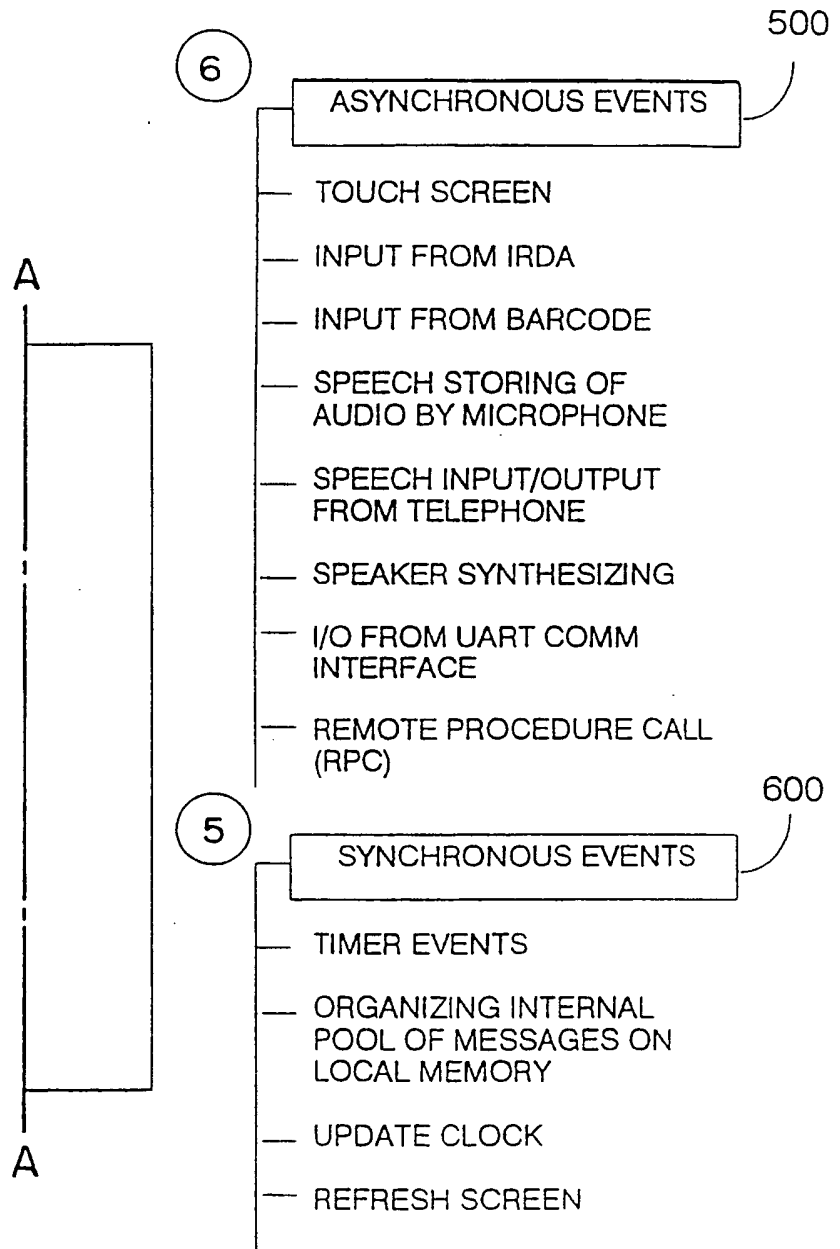 500
6
ASYNCHRONOUS EVENTS
TOUCH SCREEN
INPUT FROM IRDA
A
INPUT FROM BARCODE
SPEECH STORING OF
AUDIO BY MICROPHONE
SPEECH INPUT/OUTPUT
FROM TELEPHONE
SPEAKER SYNTHESIZING
I/O FROM UART COMM
INTERFACE
REMOTE PROCEDURE CALL
(RPC)
600
5
SYNCHRONOUS EVENTS
TIMER EVENTS
ORGANIZING INTERNAL
POOL OF MESSAGES ON
LOCAL MEMORY
UPDATE CLOCK
A
REFRESH SCREEN